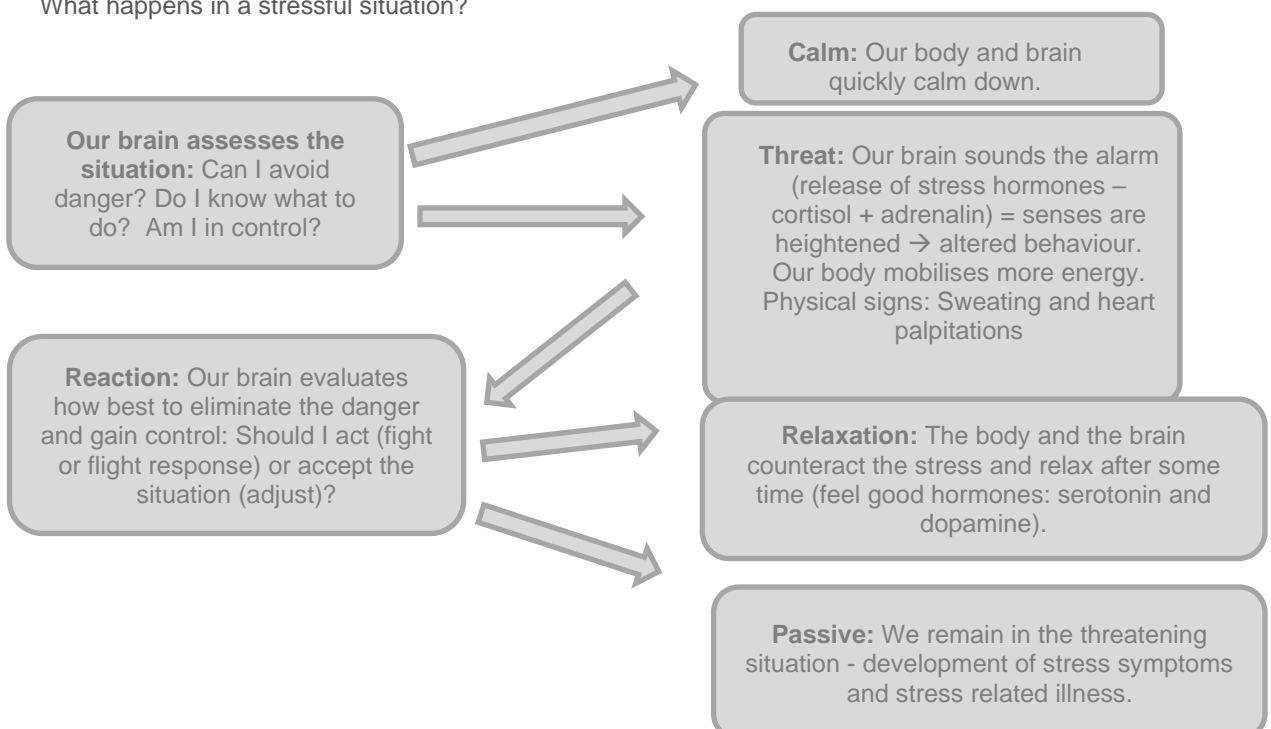 What happens in a stressful situation?
Calm: Our body and brain
quickly calm down.
Our brain assesses the
situation: Can I avoid
danger? Do I know what to
do?  Am I in control?
Threat: Our brain sounds the alarm
(release of stress hormones –
cortisol + adrenalin) = senses are
heightened → altered behaviour.
Our body mobilises more energy.
Physical signs: Sweating and heart
palpitations
Reaction: Our brain evaluates
how best to eliminate the danger
and gain control: Should I act (fight
or flight response) or accept the
situation (adjust)?
Relaxation: The body and the brain
counteract the stress and relax after some
time (feel good hormones: serotonin and
dopamine).
Passive: We remain in the threatening
situation - development of stress symptoms
and stress related illness.